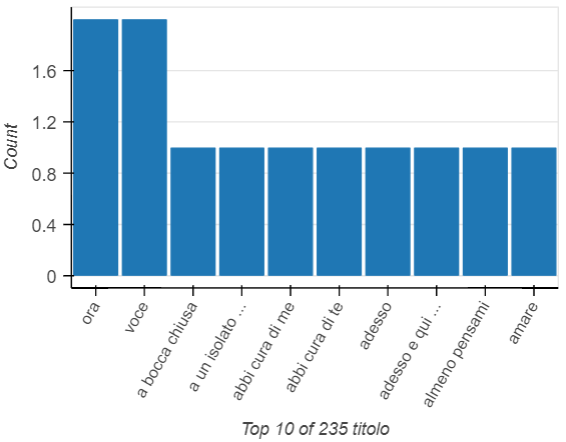 Count
1.6
1.2
0.8
0.4
0
ora
voce
a bocca chiusa
a un isolato ...
abbi cura di me
abbi cura di te
adesso
adesso e qui ...
almeno pensami
amare
Top 10 of 235 titolo